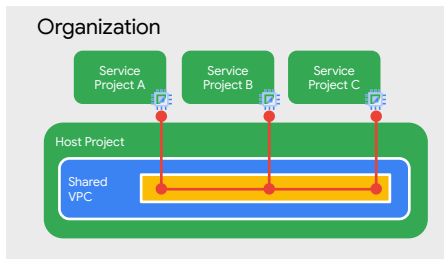 Organization
Service
Project A
Service
Project B
Service
Project C
Host Project
Shared
VPC